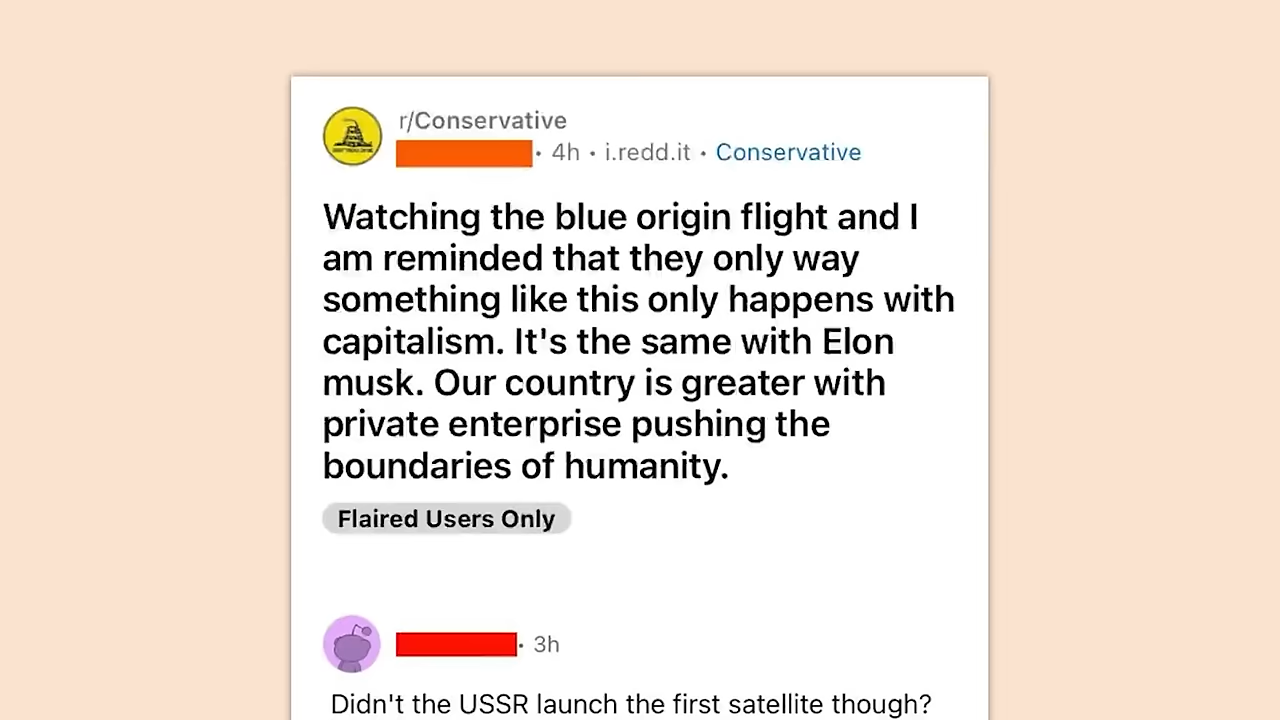 r/Conservative
· 4h · i.redd.it · Conservative
Watching the blue origin flight and I
am reminded that they only way
something like this only happens with
capitalism. It's the same with Elon
musk. Our country is greater with
private enterprise pushing the
boundaries of humanity.
Flaired Users Only
· 3h
Didn't the USSR launch the first satellite though?